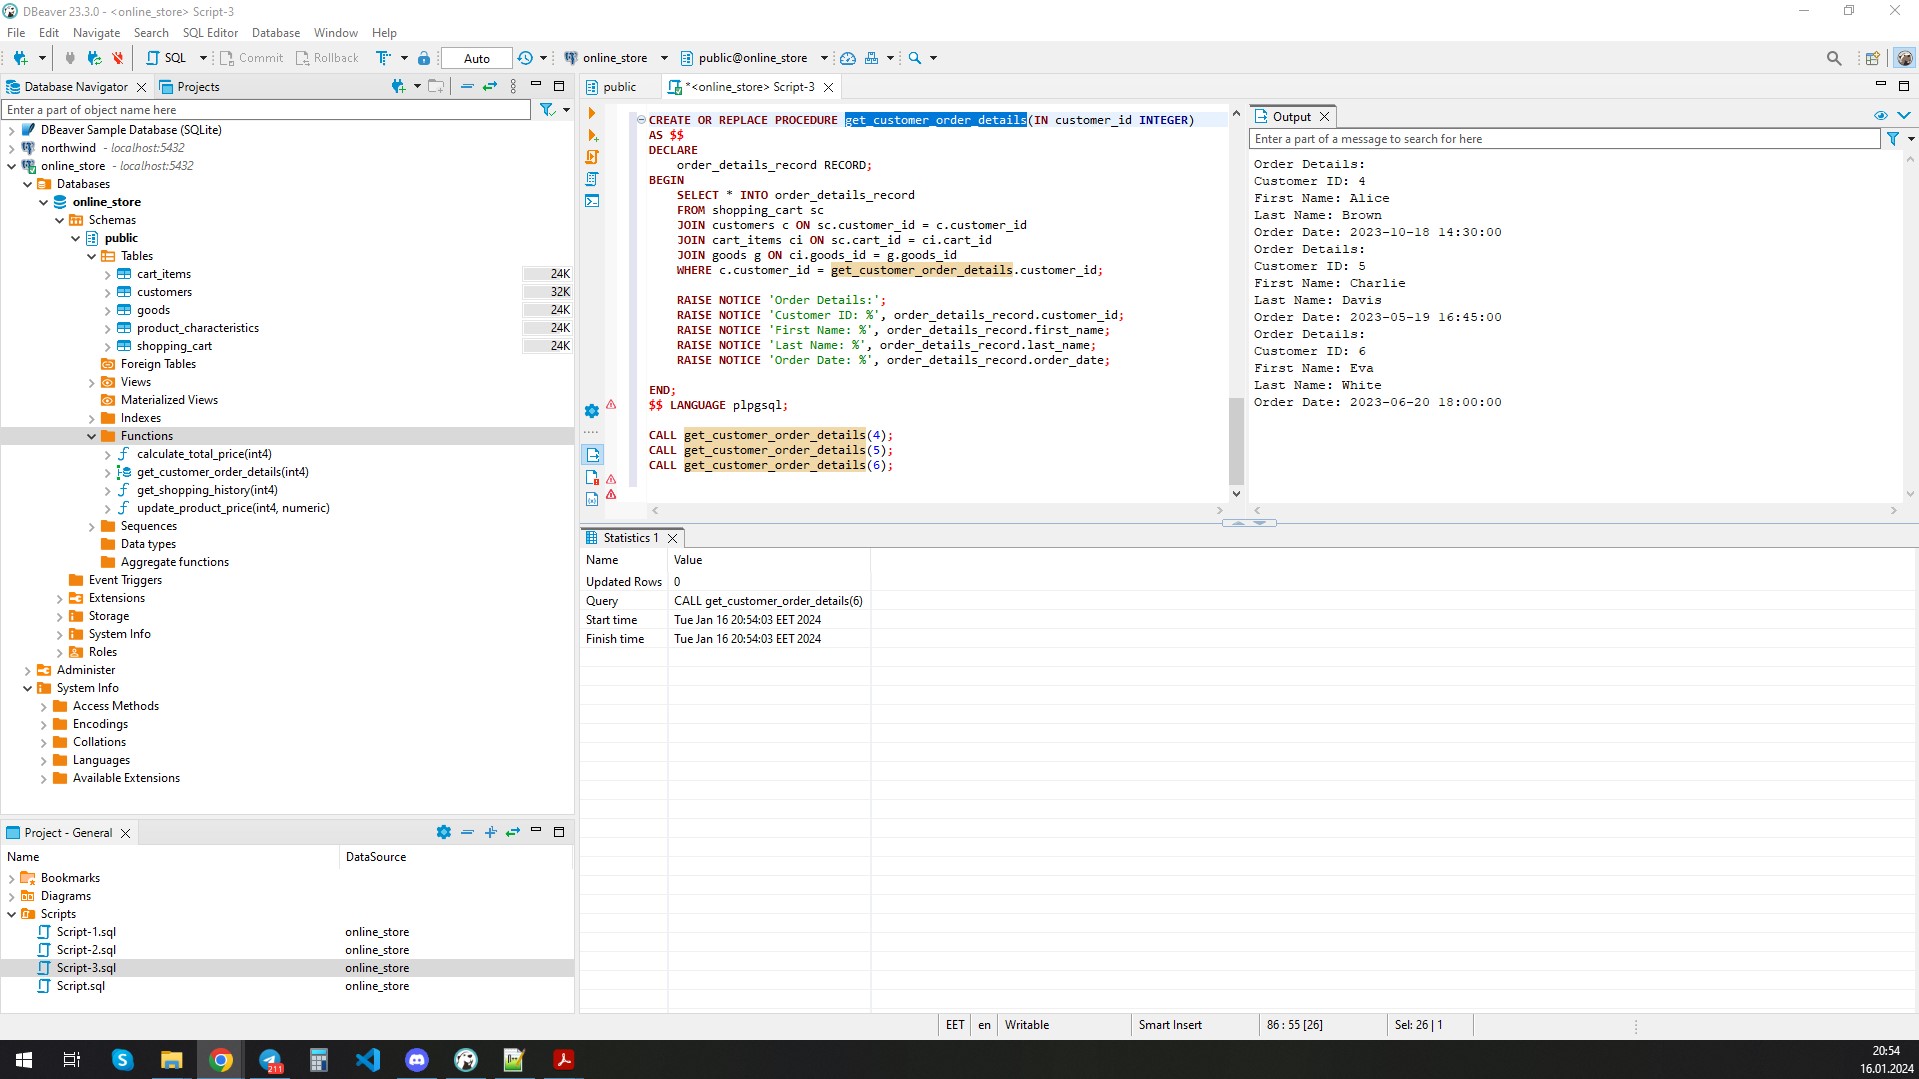 DBeaver 23.3.0 - <online_store> Script-3
File Edit Navigate Search SQL Editor Database Window Help
SQL Commit Rollback Auto online_store public@online_store
Database Navigator Projects
Enter a part of object name here
DBeaver Sample Database (SQLite)
northwind - localhost:5432
online_store - localhost:5432
Databases
online_store
Schemas
public
Tables
cart_items 24K
customers 32K
goods 24K
product_characteristics 24K
shopping_cart 24K
Foreign Tables
Views
Materialized Views
Indexes
Functions
calculate_total_price(int4)
get_customer_order_details(int4)
get_shopping_history(int4)
update_product_price(int4, numeric)
Sequences
Data types
Aggregate functions
Event Triggers
Extensions
Storage
System Info
Roles
Administer
System Info
Access Methods
Encodings
Collations
Languages
Available Extensions
Project - General
Name DataSource
Bookmarks
Diagrams
Scripts
Script-1.sql online_store
Script-2.sql online_store
Script-3.sql online_store
Script.sql online_store
public *<online_store> Script-3
CREATE OR REPLACE PROCEDURE get_customer_order_details(IN customer_id INTEGER)
AS $$
DECLARE
order_details_record RECORD;
BEGIN
SELECT * INTO order_details_record
FROM shopping_cart sc
JOIN customers c ON sc.customer_id = c.customer_id
JOIN cart_items ci ON sc.cart_id = ci.cart_id
JOIN goods g ON ci.goods_id = g.goods_id
WHERE c.customer_id = get_customer_order_details.customer_id;
RAISE NOTICE 'Order Details:';
RAISE NOTICE 'Customer ID: %', order_details_record.customer_id;
RAISE NOTICE 'First Name: %', order_details_record.first_name;
RAISE NOTICE 'Last Name: %', order_details_record.last_name;
RAISE NOTICE 'Order Date: %', order_details_record.order_date;
END;
$$ LANGUAGE plpgsql;
CALL get_customer_order_details(4);
CALL get_customer_order_details(5);
CALL get_customer_order_details(6);
Output
Enter a part of a message to search for here
Order Details:
Customer ID: 4
First Name: Alice
Last Name: Brown
Order Date: 2023-10-18 14:30:00
Order Details:
Customer ID: 5
First Name: Charlie
Last Name: Davis
Order Date: 2023-05-19 16:45:00
Order Details:
Customer ID: 6
First Name: Eva
Last Name: White
Order Date: 2023-06-20 18:00:00
Statistics 1
Name Value
Updated Rows 0
Query CALL get_customer_order_details(6)
Start time Tue Jan 16 20:54:03 EET 2024
Finish time Tue Jan 16 20:54:03 EET 2024
EET en Writable Smart Insert 86 : 55 [26] Sel: 26 | 1
211
20:54
16.01.2024